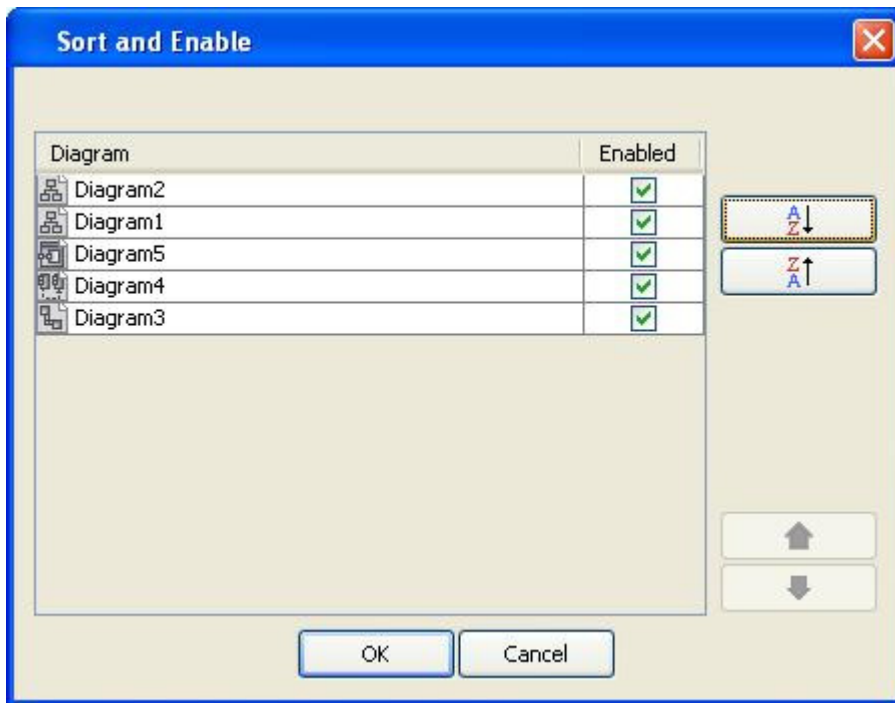 Sort and Enable
Diagram Enabled
Diagram2
Diagram1
Diagram5
Diagram4
Diagram3
A
Z
Z
A
OK Cancel